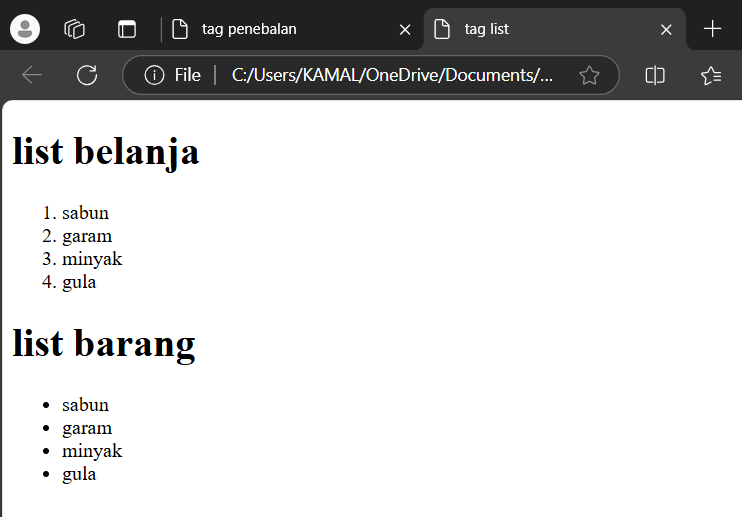 tag penebalan
tag list
File
C:/Users/KAMAL/OneDrive/Documents/...
list belanja
1. sabun
2. garam
3. minyak
4. gula
list barang
• sabun
• garam
• minyak
• gula